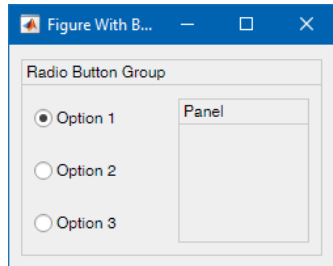 Figure With B...
Radio Button Group
Option 1
Panel
Option 2
Option 3